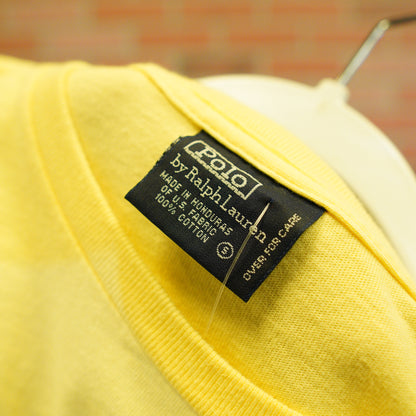 POLO
by Ralph Lauren
MADE IN HONDURAS
OF U.S. FABRIC
100% COTTON
S
OVER FOR CARE